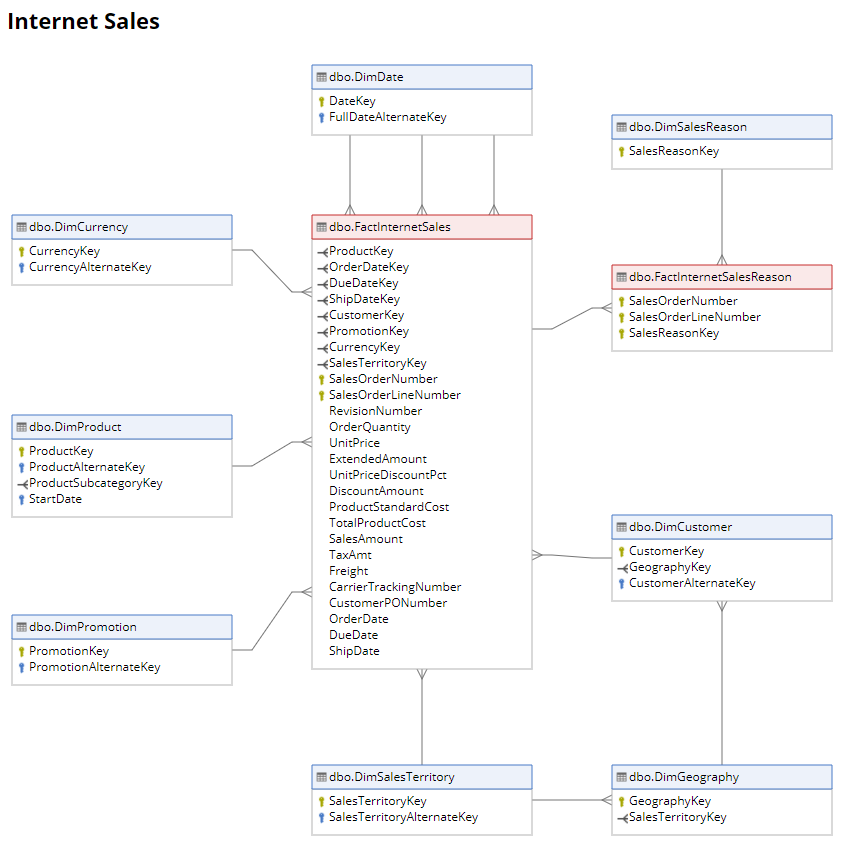 Internet Sales
dbo.DimDate
DateKey
FullDateAlternateKey
dbo.DimSalesReason
SalesReasonKey
dbo.DimCurrency
CurrencyKey
CurrencyAlternateKey
dbo.FactInternetSales
ProductKey
OrderDateKey
DueDateKey
ShipDateKey
CustomerKey
PromotionKey
CurrencyKey
SalesTerritoryKey
SalesOrderNumber
SalesOrderLineNumber
RevisionNumber
OrderQuantity
UnitPrice
ExtendedAmount
UnitPriceDiscountPct
DiscountAmount
ProductStandardCost
TotalProductCost
SalesAmount
TaxAmt
Freight
CarrierTrackingNumber
CustomerPONumber
OrderDate
DueDate
ShipDate
dbo.FactInternetSalesReason
SalesOrderNumber
SalesOrderLineNumber
SalesReasonKey
dbo.DimProduct
ProductKey
ProductAlternateKey
ProductSubcategoryKey
StartDate
dbo.DimCustomer
CustomerKey
GeographyKey
CustomerAlternateKey
dbo.DimPromotion
PromotionKey
PromotionAlternateKey
dbo.DimSalesTerritory
SalesTerritoryKey
SalesTerritoryAlternateKey
dbo.DimGeography
GeographyKey
SalesTerritoryKey